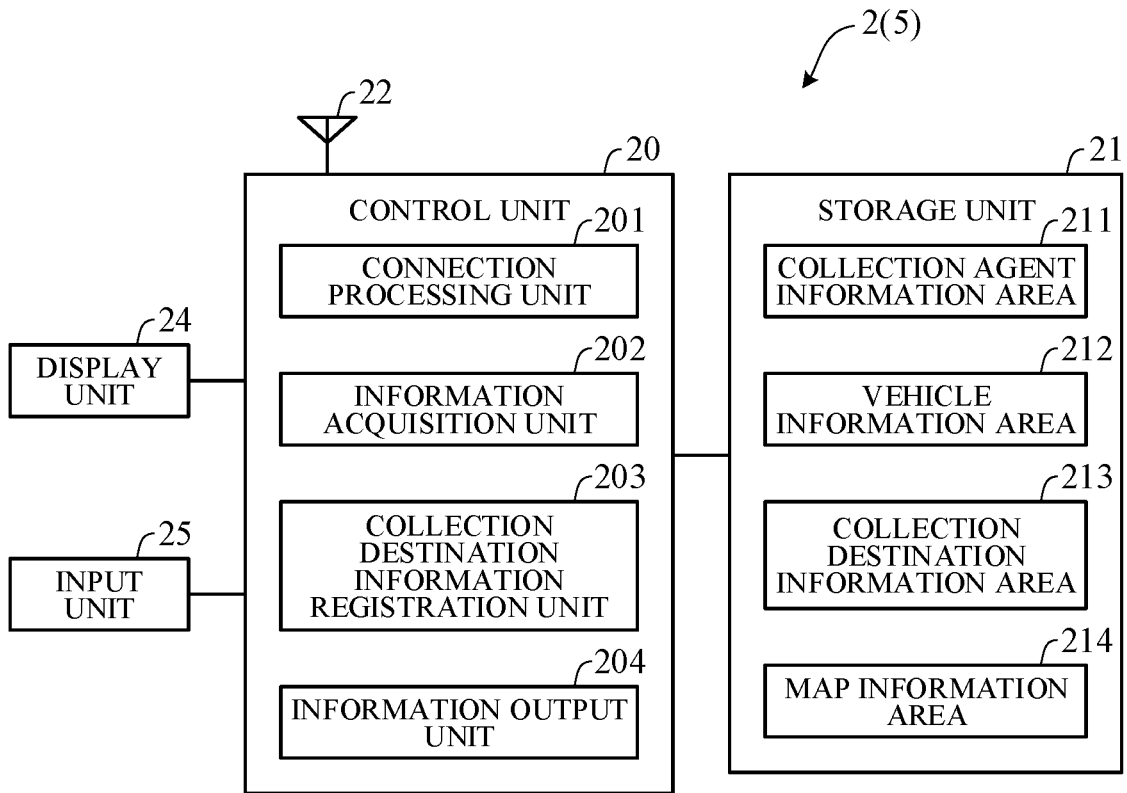 2(5)
22
20
21
CONTROL UNIT
201
CONNECTION
PROCESSING UNIT
202
INFORMATION
ACQUISITION UNIT
203
COLLECTION
DESTINATION
INFORMATION
REGISTRATION UNIT
204
INFORMATION OUTPUT
UNIT
24
DISPLAY
UNIT
25
INPUT
UNIT
STORAGE UNIT
211
COLLECTION AGENT
INFORMATION AREA
212
VEHICLE
INFORMATION AREA
213
COLLECTION
DESTINATION
INFORMATION AREA
214
MAP INFORMATION
AREA